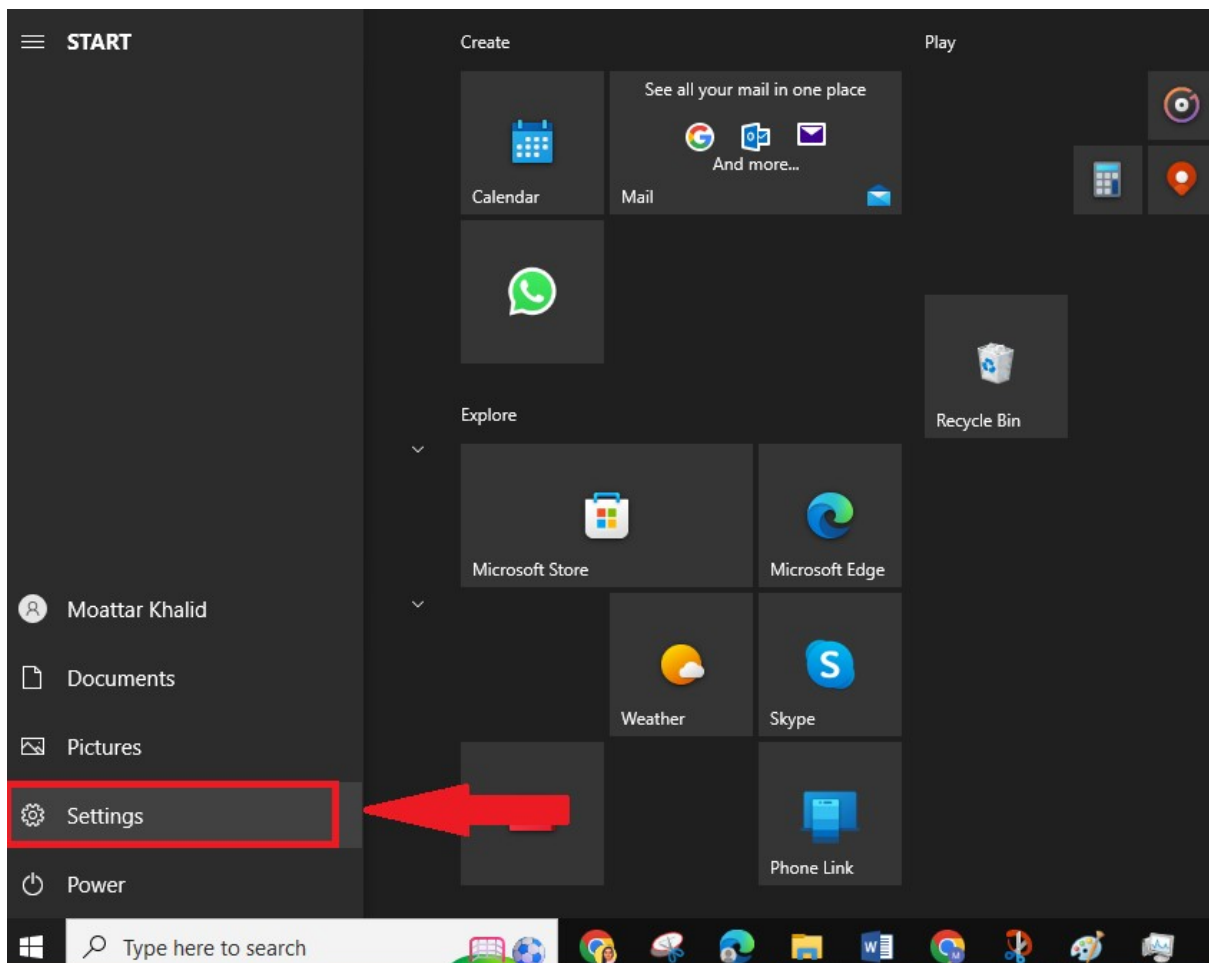 START
Create
Play
See all your mail in one place
And more...
Calendar
Mail
Explore
Recycle Bin
Microsoft Store
Microsoft Edge
Moattar Khalid
Documents
Weather
Skype
Pictures
Settings
Phone Link
Power
Type here to search